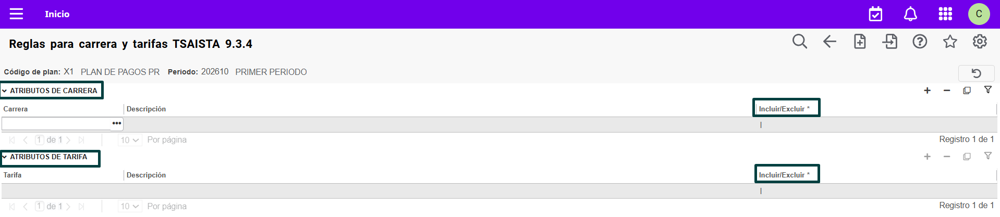 Inicio
C
Reglas para carrera y tarifas TSAISTA 9.3.4
Código de plan: X1 PLAN DE PAGOS PR Periodo: 202610 PRIMER PERIODO
ATRIBUTOS DE CARRERA
Carrera Descripción Incluir/Excluir *
I
1 de 1 10 Por página Registro 1 de 1
ATRIBUTOS DE TARIFA
Tarifa Descripción Incluir/Excluir *
I
1 de 1 10 Por página Registro 1 de 1